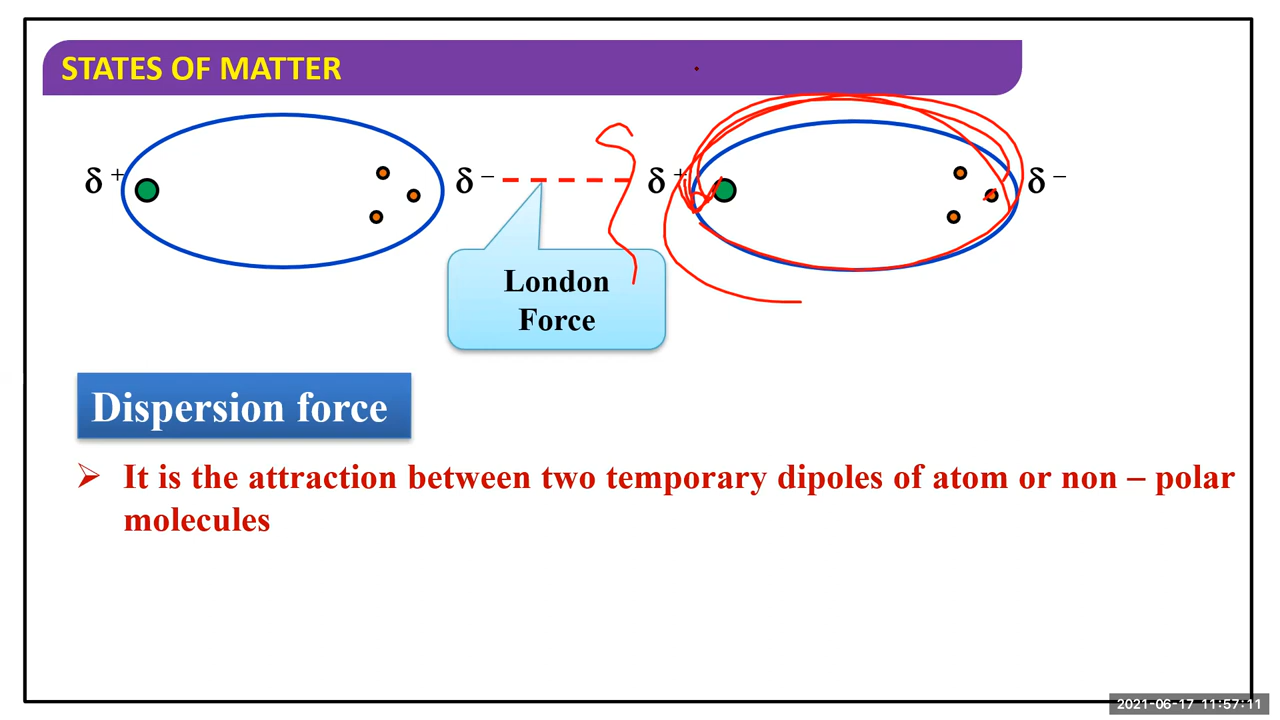 STATES OF MATTER
δ + δ – δ + δ –
London
Force
Dispersion force
➢ It is the attraction between two temporary dipoles of atom or non – polar
molecules
2021-06-17 11:57:11